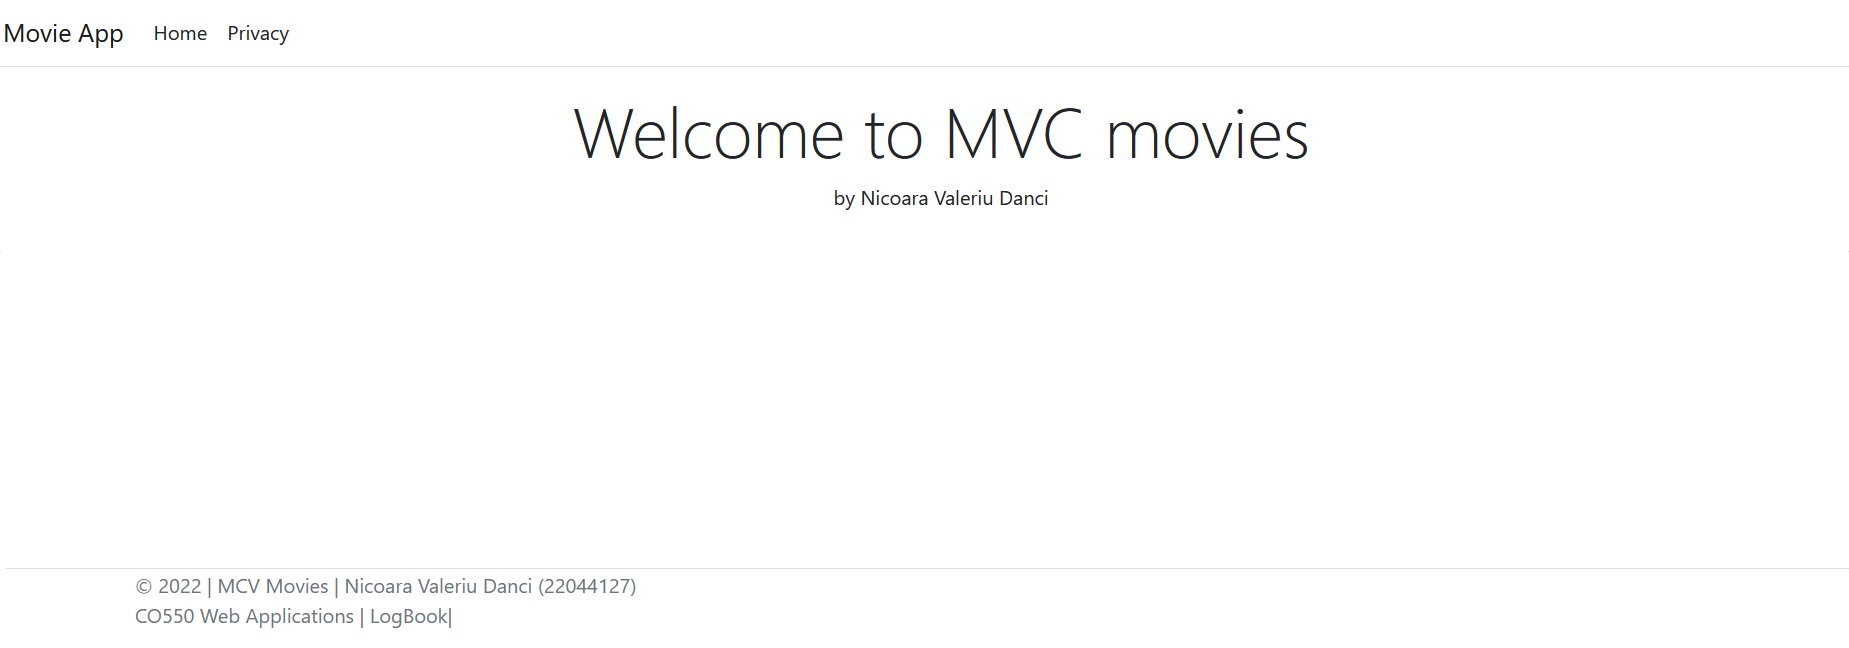 Movie App Home Privacy
Welcome to MVC movies
by Nicoara Valeriu Danci
© 2022 | MCV Movies | Nicoara Valeriu Danci (22044127)
CO550 Web Applications | LogBook|